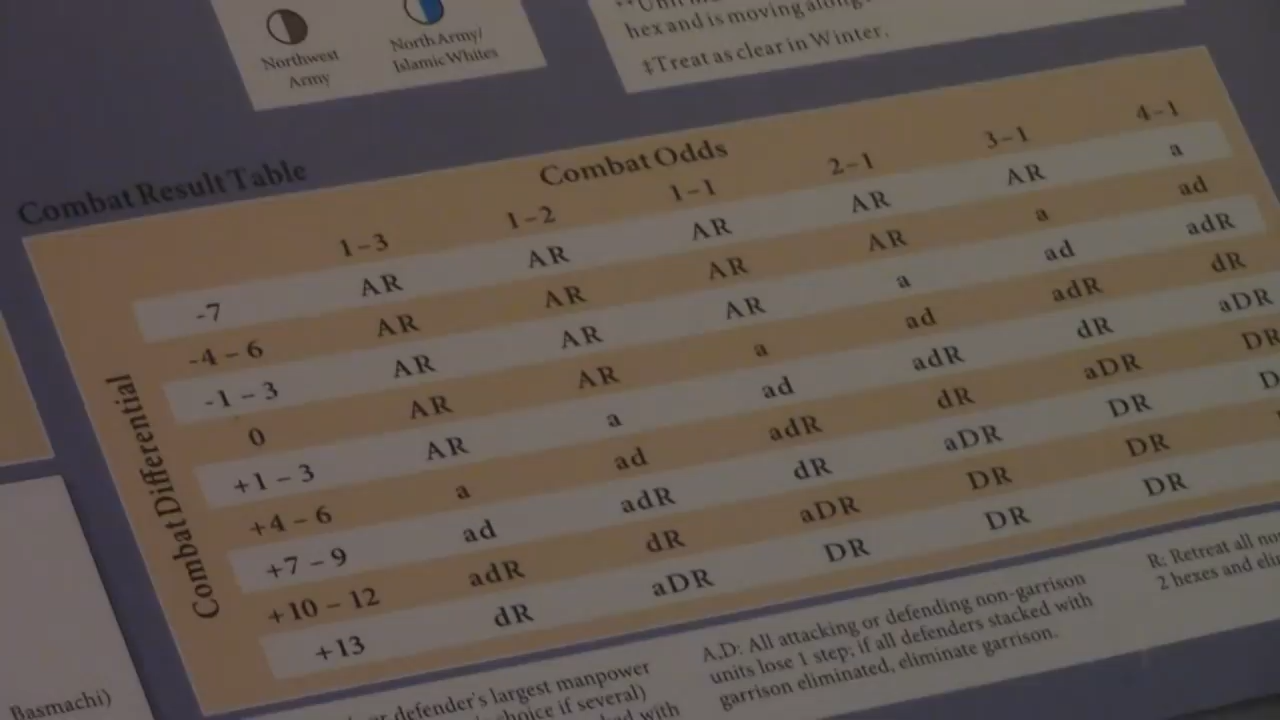 Northwest
Army
North Army/
Islamic Whites
hex and is moving along
‡Treat as clear in Winter.
Combat Result Table
Combat Odds
1–3 1–2 1–1 2–1 3–1 4–1
Combat Differential
-7 AR AR AR AR AR a
-4 – 6 AR AR AR AR a ad
-1 – 3 AR AR AR a ad adR
0 AR AR a ad adR dR
+1 – 3 AR a ad adR dR aDR
+4 – 6 a ad adR dR aDR DR
+7 – 9 ad adR dR aDR DR D
+10 – 12 adR dR aDR DR DR
+13 dR aDR DR DR DR
or defender's largest manpower
choice if several)
with
A.D: All attacking or defending non-garrison
units lose 1 step; if all defenders stacked with
garrison eliminated, eliminate garrison.
R: Retreat all no
2 hexes and eli
Basmachi)